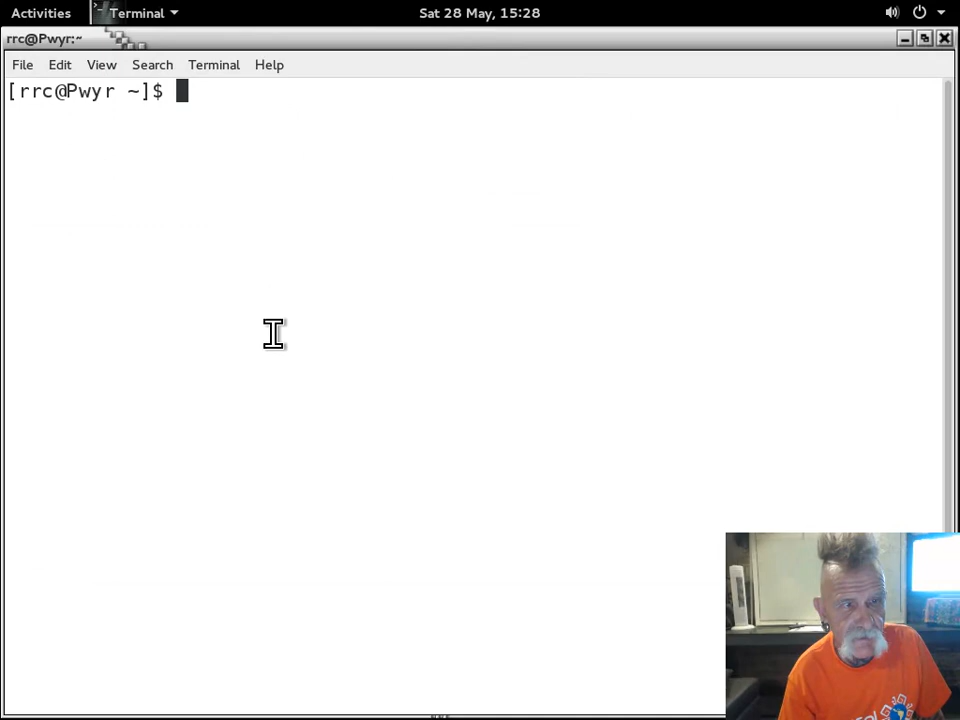 Activities Terminal Sat 28 May, 15:28
rrc@Pwyr:~
File Edit View Search Terminal Help
[rrc@Pwyr ~]$